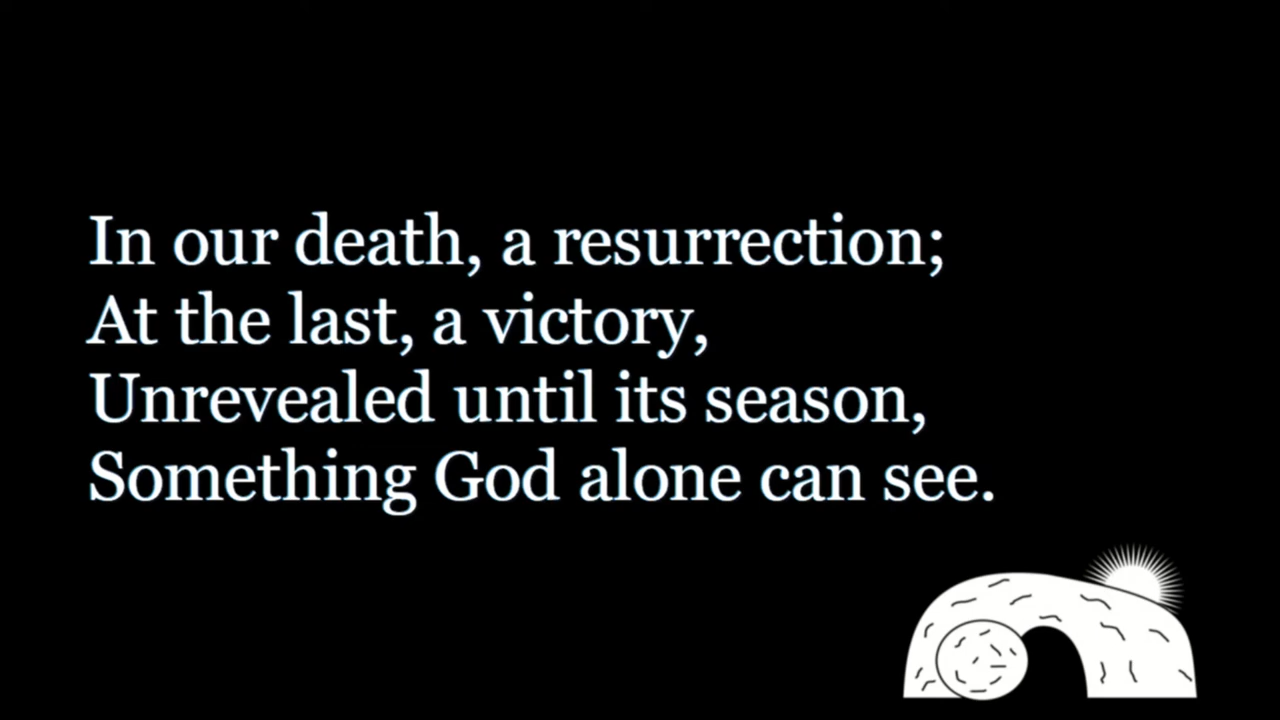 In our death, a resurrection;
At the last, a victory,
Unrevealed until its season,
Something God alone can see.